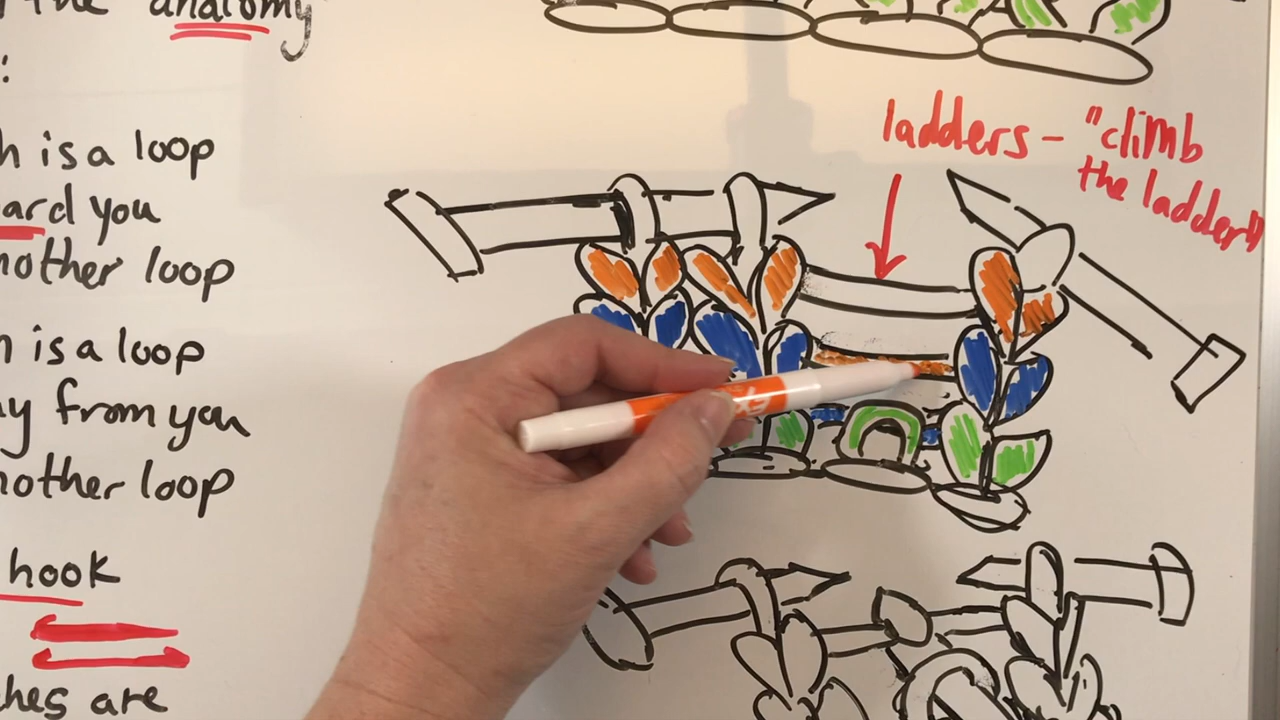 the anatomy
:
is a loop
ard you
nother loop
ladders - "climb
the ladder"
is a loop
y from you
nother loop
hook
hes are